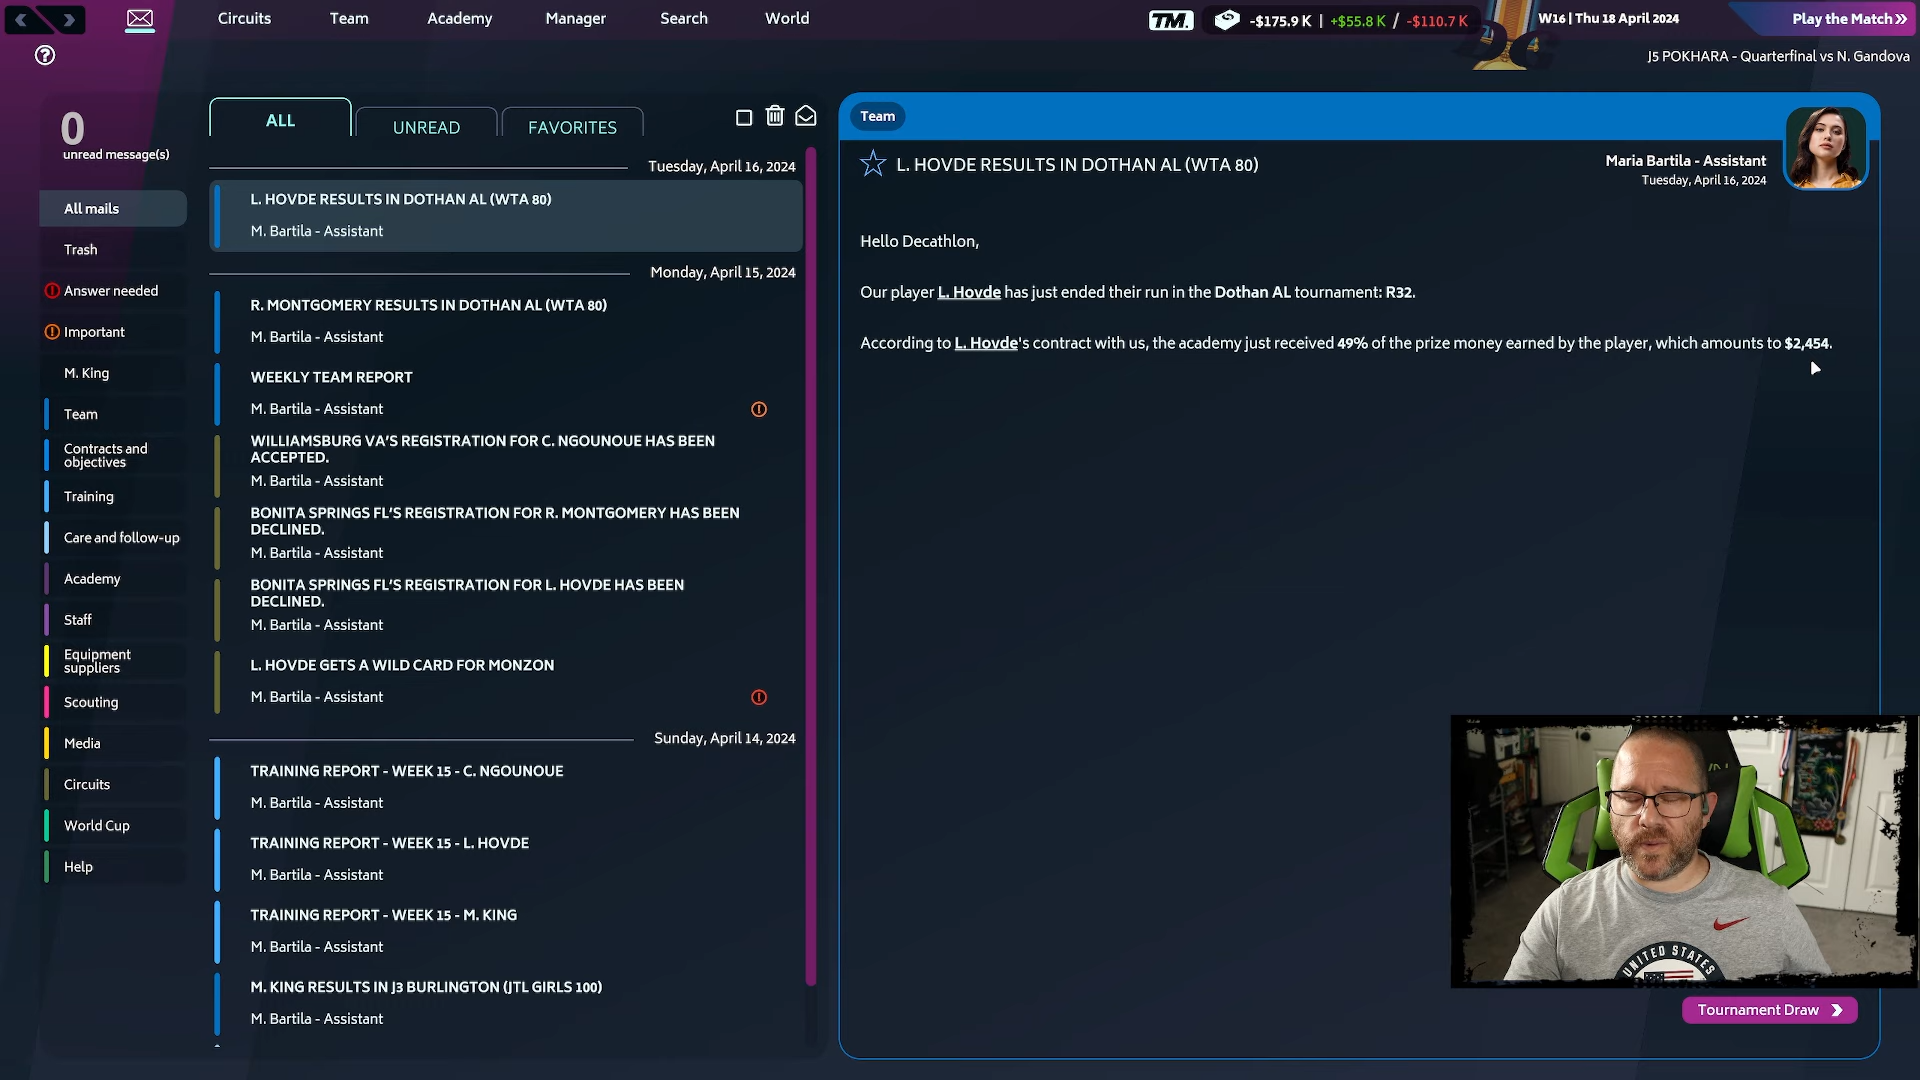 Circuits
Team
Academy
Manager
Search
World
TM.
-$175.9 K | +$55.8 K / -$110.7 K
W16 | Thu 18 April 2024
Play the Match
J5 POKHARA - Quarterfinal vs N. Gandova
0
unread message(s)
All mails
Trash
Answer needed
Important
M. King
Team
Contracts and
objectives
Training
Care and follow-up
Academy
Staff
Equipment
suppliers
Scouting
Media
Circuits
World Cup
Help
ALL
UNREAD
FAVORITES
Tuesday, April 16, 2024
L. HOVDE RESULTS IN DOTHAN AL (WTA 80)
M. Bartila - Assistant
Monday, April 15, 2024
R. MONTGOMERY RESULTS IN DOTHAN AL (WTA 80)
M. Bartila - Assistant
WEEKLY TEAM REPORT
M. Bartila - Assistant
WILLIAMSBURG VA'S REGISTRATION FOR C. NGOUNOUE HAS BEEN
ACCEPTED.
M. Bartila - Assistant
BONITA SPRINGS FL'S REGISTRATION FOR R. MONTGOMERY HAS BEEN
DECLINED.
M. Bartila - Assistant
BONITA SPRINGS FL'S REGISTRATION FOR L. HOVDE HAS BEEN
DECLINED.
M. Bartila - Assistant
L. HOVDE GETS A WILD CARD FOR MONZON
M. Bartila - Assistant
Sunday, April 14, 2024
TRAINING REPORT - WEEK 15 - C. NGOUNOUE
M. Bartila - Assistant
TRAINING REPORT - WEEK 15 - L. HOVDE
M. Bartila - Assistant
TRAINING REPORT - WEEK 15 - M. KING
M. Bartila - Assistant
M. KING RESULTS IN J3 BURLINGTON (JTL GIRLS 100)
M. Bartila - Assistant
Team
L. HOVDE RESULTS IN DOTHAN AL (WTA 80)
Maria Bartila - Assistant
Tuesday, April 16, 2024
Hello Decathlon,
Our player L. Hovde has just ended their run in the Dothan AL tournament: R32.
According to L. Hovde's contract with us, the academy just received 49% of the prize money earned by the player, which amounts to $2,454.
UNITED STATES
Tournament Draw